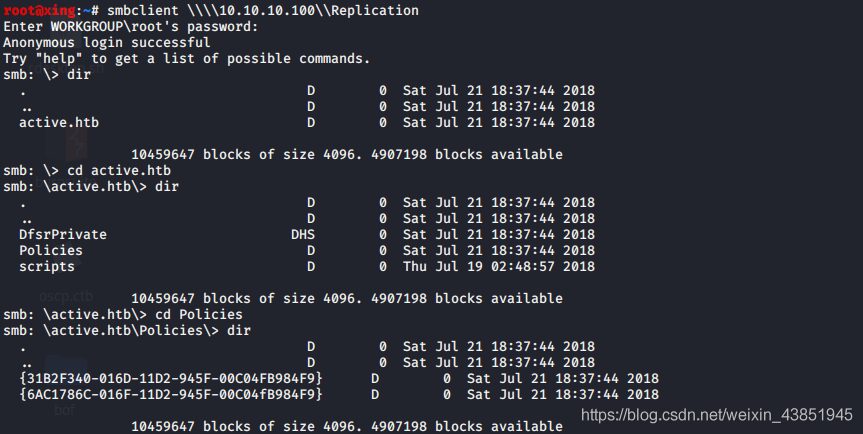 root@xing:~# smbclient \\\\10.10.10.100\\Replication
Enter WORKGROUP\root's password:
Anonymous login successful
Try "help" to get a list of possible commands.
smb: \> dir
. D 0 Sat Jul 21 18:37:44 2018
.. D 0 Sat Jul 21 18:37:44 2018
active.htb D 0 Sat Jul 21 18:37:44 2018
10459647 blocks of size 4096. 4907198 blocks available
smb: \> cd active.htb
smb: \active.htb\> dir
. D 0 Sat Jul 21 18:37:44 2018
.. D 0 Sat Jul 21 18:37:44 2018
DfsrPrivate DHS 0 Sat Jul 21 18:37:44 2018
Policies D 0 Sat Jul 21 18:37:44 2018
scripts D 0 Thu Jul 19 02:48:57 2018
oscp.ctb
10459647 blocks of size 4096. 4907198 blocks available
smb: \active.htb\> cd Policies
smb: \active.htb\Policies\> dir
. D 0 Sat Jul 21 18:37:44 2018
.. D 0 Sat Jul 21 18:37:44 2018
{31B2F340-016D-11D2-945F-00C04FB984F9} D 0 Sat Jul 21 18:37:44 2018
{6AC1786C-016F-11D2-945F-00C04fB984F9} D 0 Sat Jul 21 18:37:44 2018
bof
10459647 blocks of size 4096. 4907198 blocks available
https://blog.csdn.net/weixin_43851945